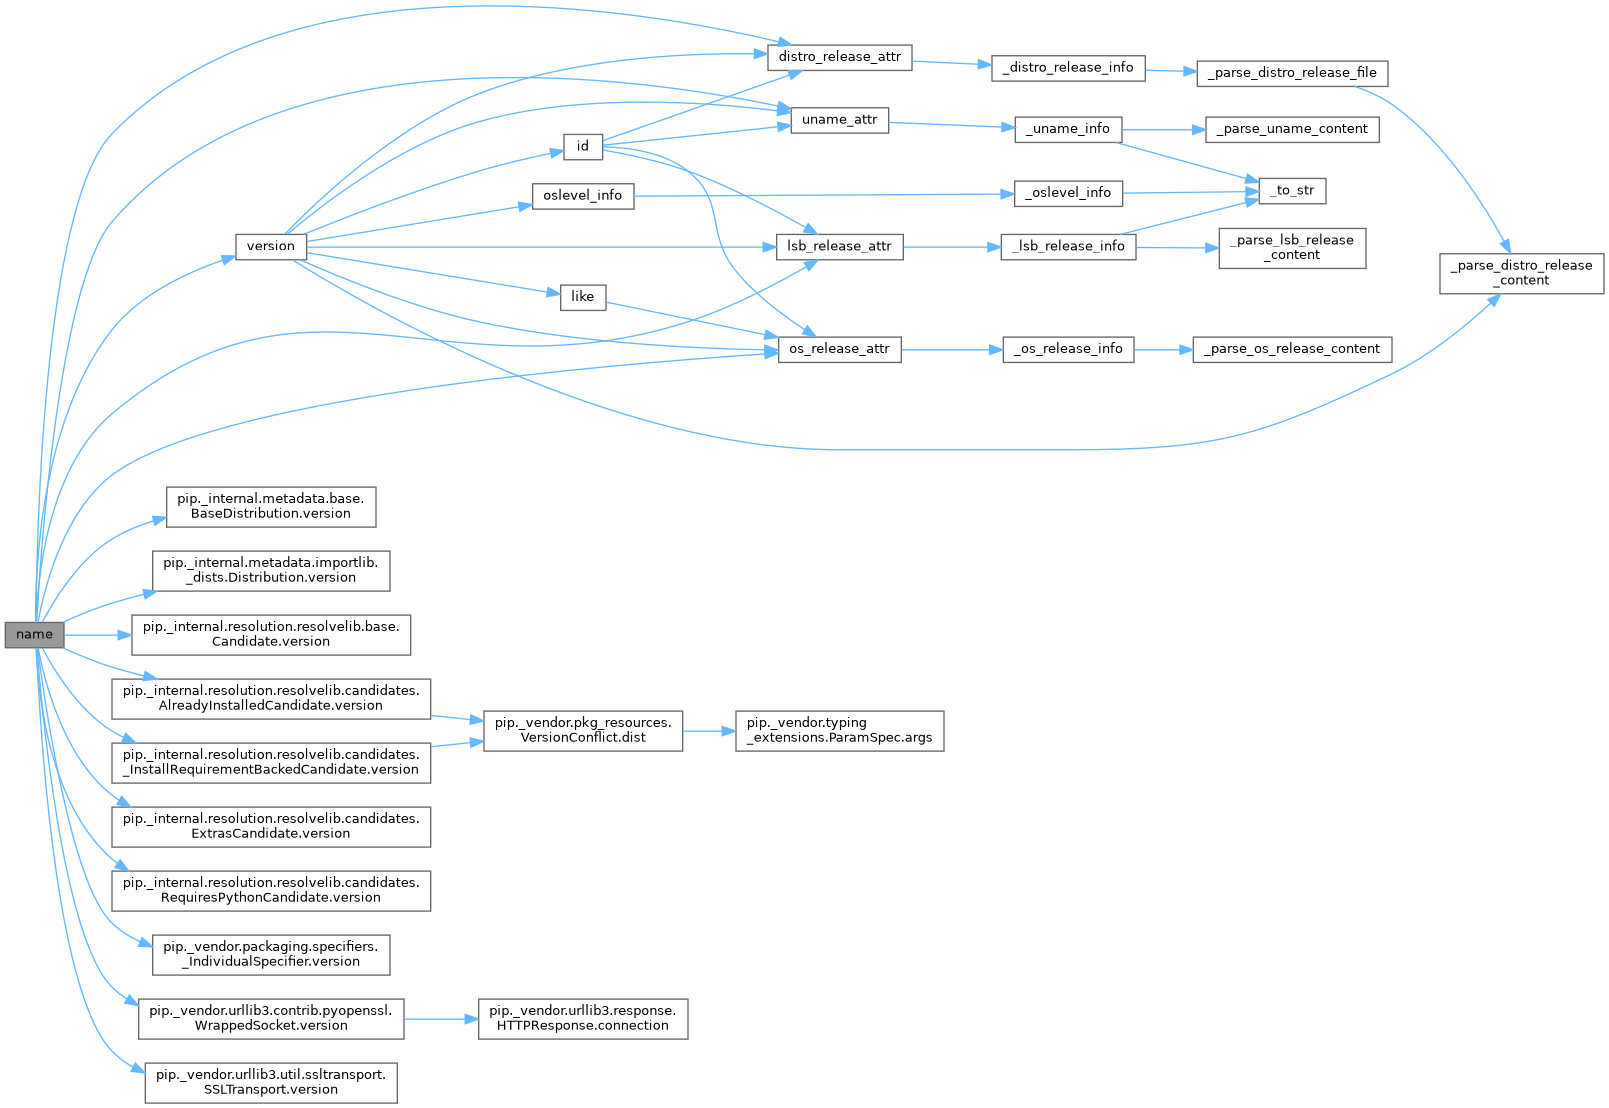 distro_release_attr
_distro_release_info
_parse_distro_release_file
uname_attr
_uname_info
_parse_uname_content
id
oslevel_info
_oslevel_info
_to_str
version
lsb_release_attr
_lsb_release_info
_parse_lsb_release
_content
_parse_distro_release
_content
like
os_release_attr
_os_release_info
_parse_os_release_content
pip._internal.metadata.base.
BaseDistribution.version
pip._internal.metadata.importlib.
_dists.Distribution.version
name
pip._internal.resolution.resolvelib.base.
Candidate.version
pip._internal.resolution.resolvelib.candidates.
AlreadyInstalledCandidate.version
pip._vendor.pkg_resources.
VersionConflict.dist
pip._vendor.typing
_extensions.ParamSpec.args
pip._internal.resolution.resolvelib.candidates.
_InstallRequirementBackedCandidate.version
pip._internal.resolution.resolvelib.candidates.
ExtrasCandidate.version
pip._internal.resolution.resolvelib.candidates.
RequiresPythonCandidate.version
pip._vendor.packaging.specifiers.
_IndividualSpecifier.version
pip._vendor.urllib3.contrib.pyopenssl.
WrappedSocket.version
pip._vendor.urllib3.response.
HTTPResponse.connection
pip._vendor.urllib3.util.ssltransport.
SSLTransport.version